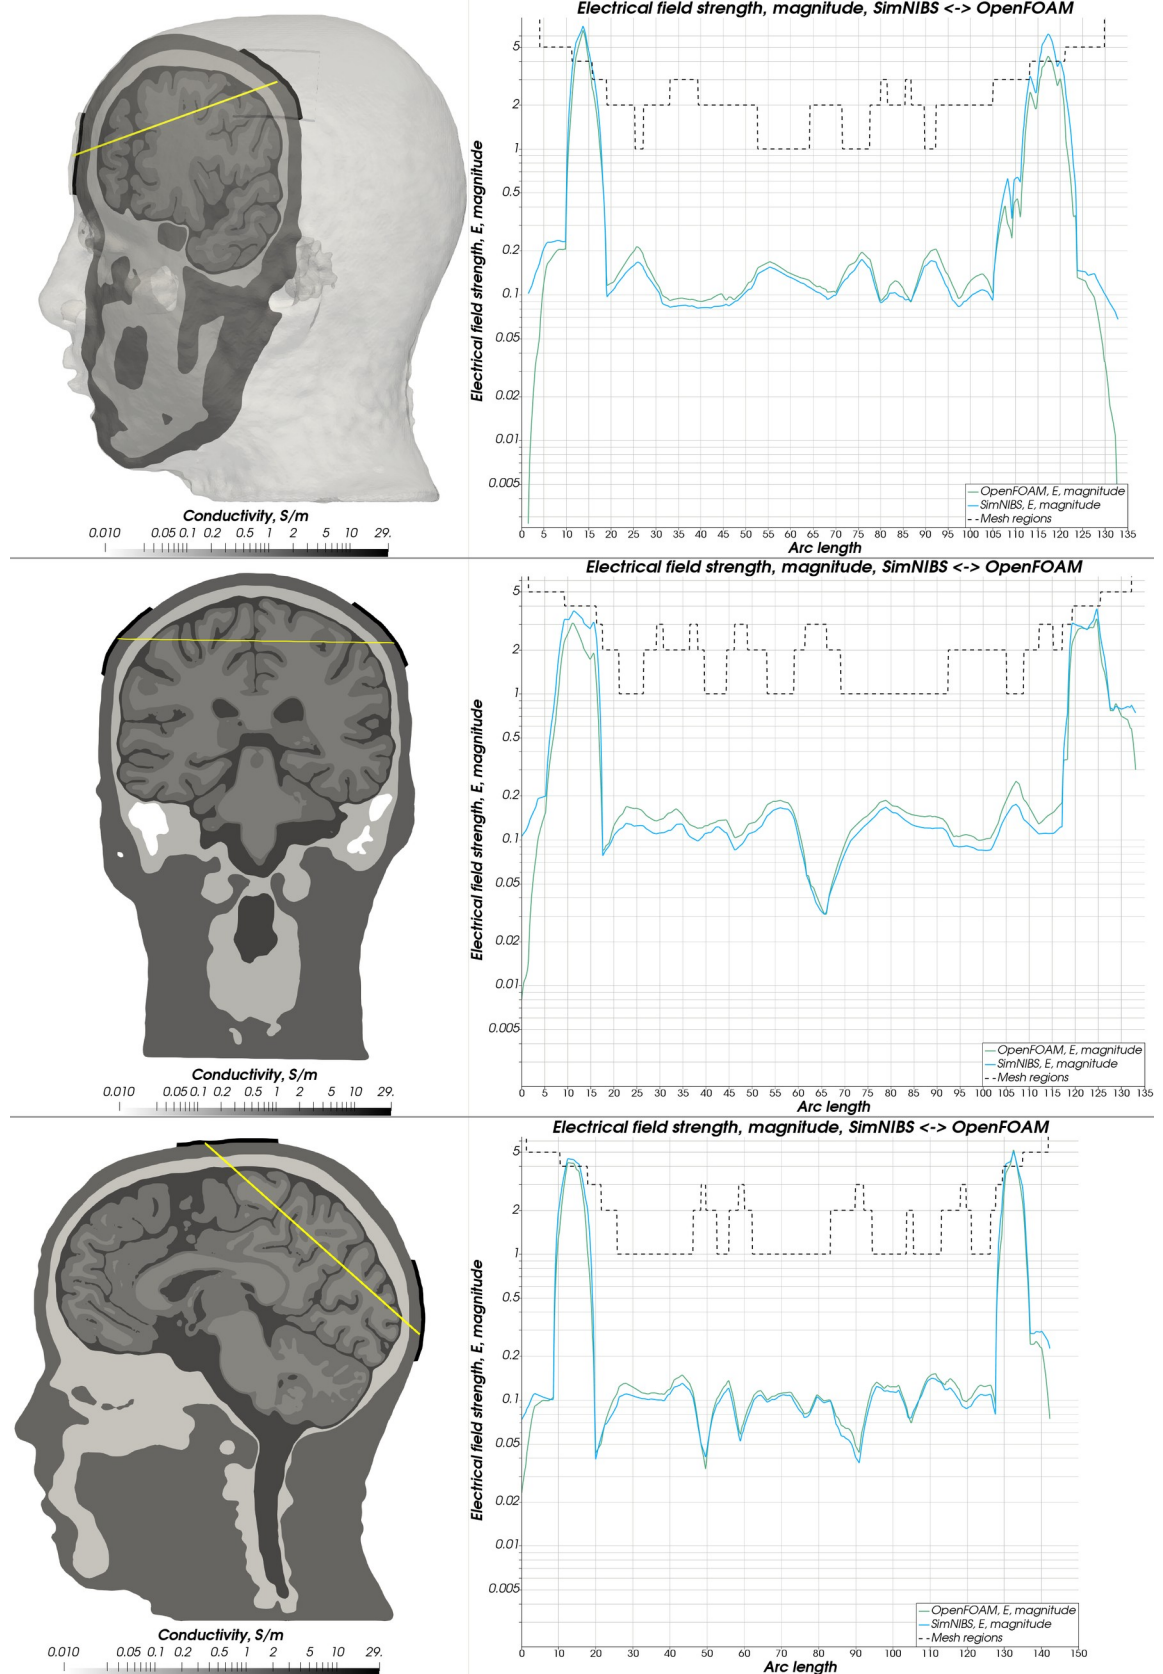 Electrical field strength, magnitude, SimNIBS <-> OpenFOAM
Electrical field strength, E, magnitude
5
2
1
0.5
0.2
0.1
0.05
0.02
0.01
0.005
OpenFOAM, E, magnitude
SimNIBS, E, magnitude
Mesh regions
0 5 10 15 20 25 30 35 40 45 50 55 60 65 70 75 80 85 90 95 100 105 110 115 120 125 130 135
Arc length
Conductivity, S/m
0.010 0.05 0.1 0.2 0.5 1 2 5 10 29.
Electrical field strength, magnitude, SimNIBS <-> OpenFOAM
Electrical field strength, E, magnitude
5
2
1
0.5
0.2
0.1
0.05
0.02
0.01
0.005
OpenFOAM, E, magnitude
SimNIBS, E, magnitude
Mesh regions
0 5 10 15 20 25 30 35 40 45 50 55 60 65 70 75 80 85 90 95 100 105 110 115 120 125 130 135
Arc length
Conductivity, S/m
0.010 0.05 0.1 0.2 0.5 1 2 5 10 29.
Electrical field strength, magnitude, SimNIBS <-> OpenFOAM
Electrical field strength, E, magnitude
5
2
1
0.5
0.2
0.1
0.05
0.02
0.01
0.005
OpenFOAM, E, magnitude
SimNIBS, E, magnitude
Mesh regions
0 10 20 30 40 50 60 70 80 90 100 110 120 130 140 150
Arc length
Conductivity, S/m
0.010 0.05 0.1 0.2 0.5 1 2 5 10 29.